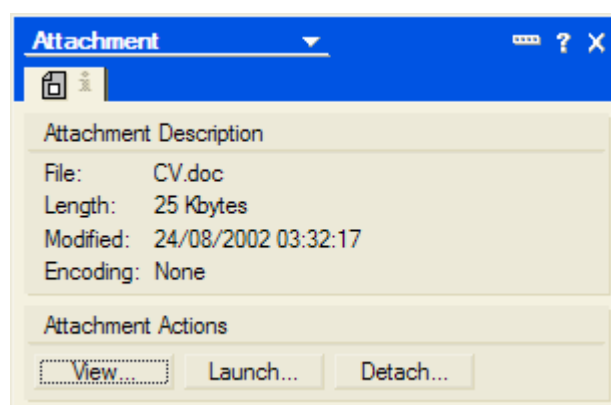 Attachment
? X
i
Attachment Description
File: CV.doc
Length: 25 Kbytes
Modified: 24/08/2002 03:32:17
Encoding: None
Attachment Actions
View... Launch... Detach...